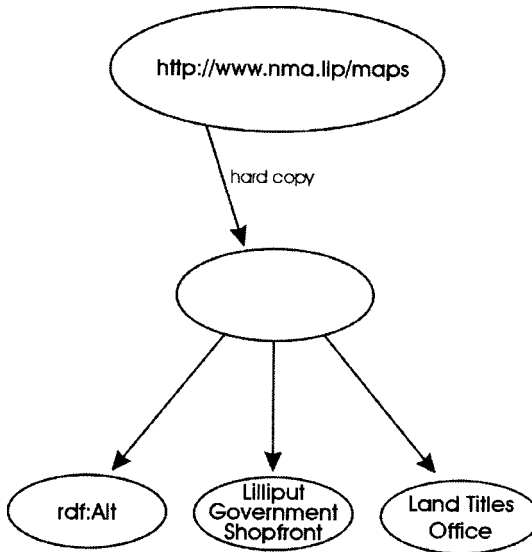 http://www.nma.llp/maps
hard copy
rdf:Alt
Lilliput
Government
Shopfront
Land Titles
Office